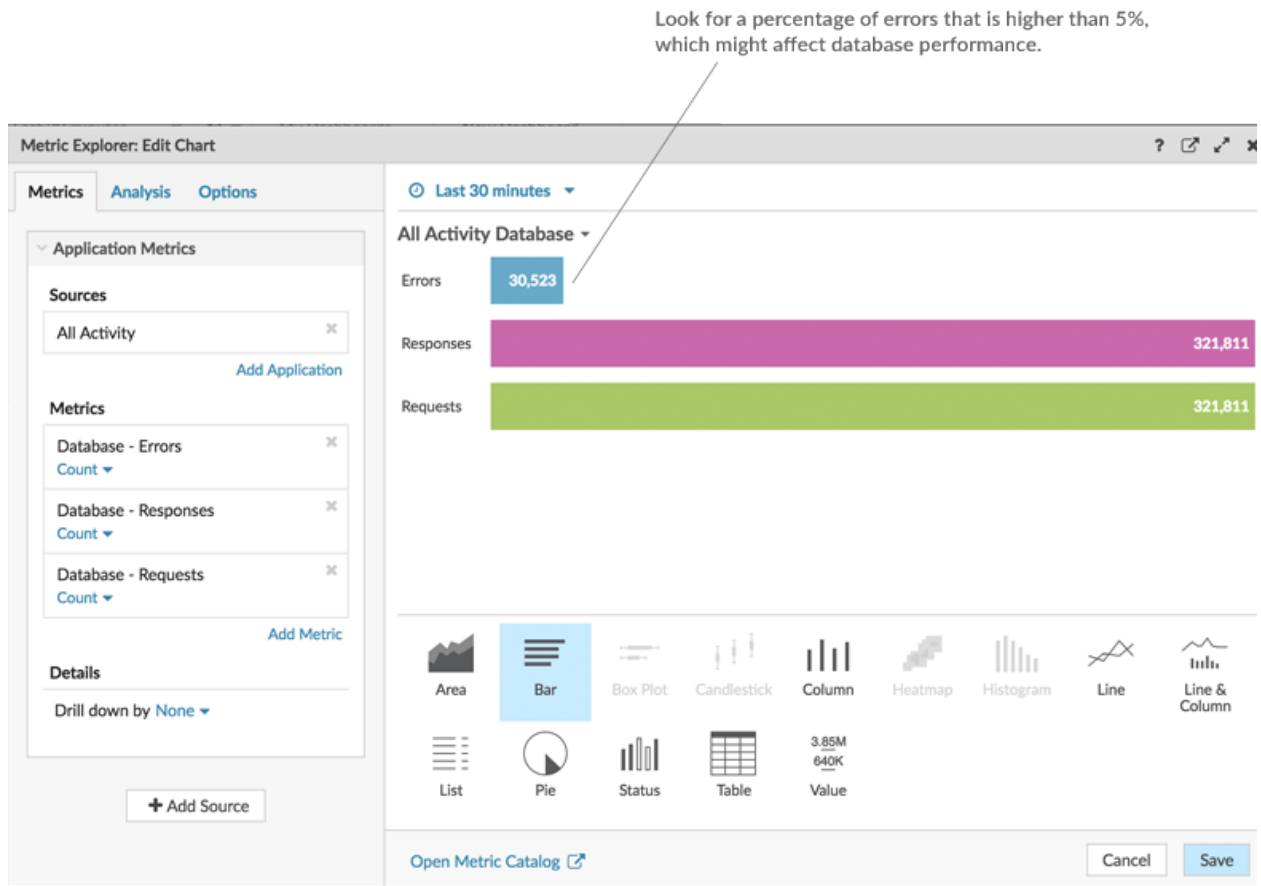 Look for a percentage of errors that is higher than 5%,
which might affect database performance.
Metric Explorer: Edit Chart
?
Metrics Analysis Options
Last 30 minutes
Application Metrics
Sources
All Activity
Add Application
Metrics
Database - Errors
Count
Database - Responses
Count
Database - Requests
Count
Add Metric
Details
Drill down by None
+ Add Source
All Activity Database
Errors 30,523
Responses 321,811
Requests 321,811
Area Bar Box Plot Candlestick Column Heatmap Histogram Line Line &
Column
3.85M
640K
List Pie Status Table Value
Open Metric Catalog
Cancel Save